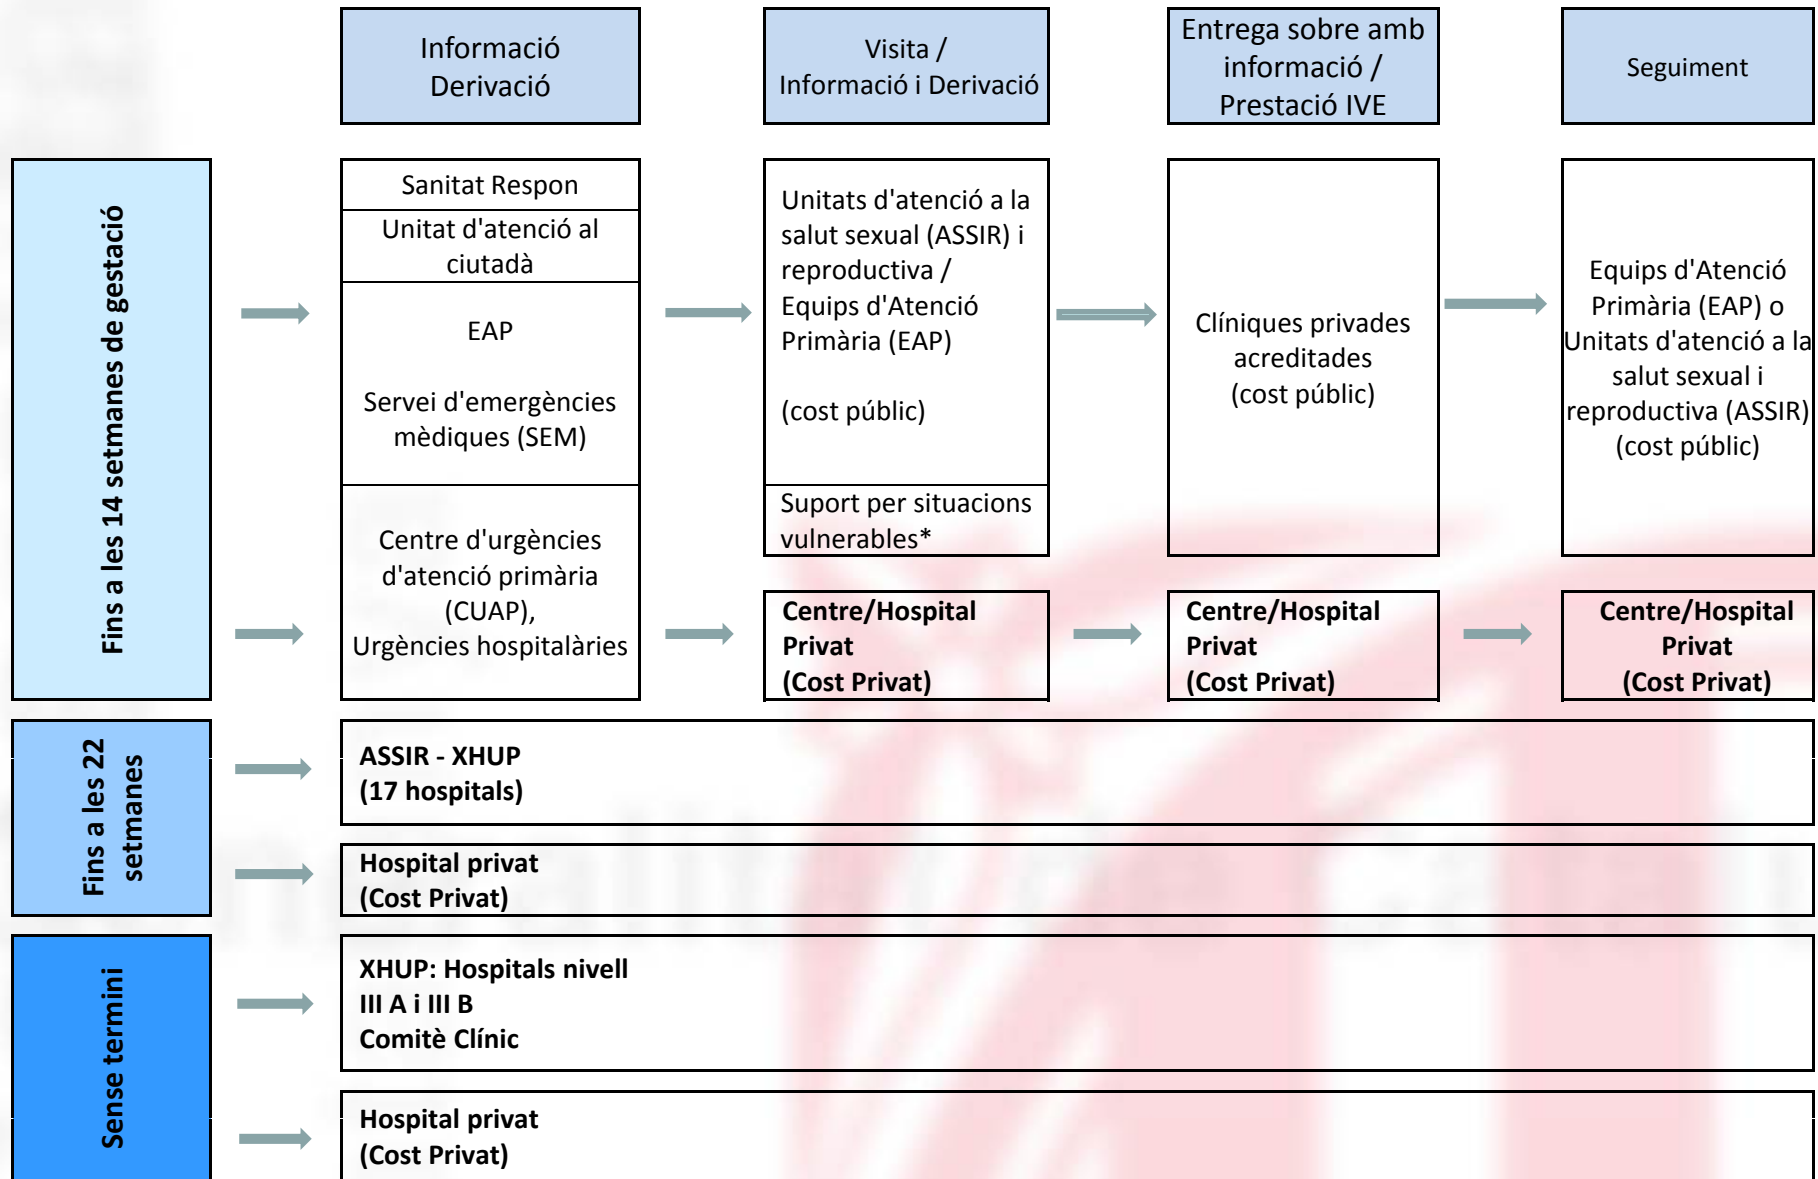 Informació
Derivació
Visita /
Informació i Derivació
Entrega sobre amb
informació /
Prestació IVE
Seguiment
Fins a les 14 setmanes de gestació
Sanitat Respon
Unitat d'atenció al
ciutadà
EAP
Servei d'emergències
mèdiques (SEM)
Centre d'urgències
d'atenció primària
(CUAP),
Urgències hospitalàries
Unitats d'atenció a la
salut sexual (ASSIR) i
reproductiva /
Equips d'Atenció
Primària (EAP)
(cost públic)
Suport per situacions
vulnerables*
Clíniques privades
acreditades
(cost públic)
Equips d'Atenció
Primària (EAP) o
Unitats d'atenció a la
salut sexual i
reproductiva (ASSIR)
(cost públic)
Centre/Hospital
Privat
(Cost Privat)
Centre/Hospital
Privat
(Cost Privat)
Centre/Hospital
Privat
(Cost Privat)
Fins a les 22
setmanes
ASSIR - XHUP
(17 hospitals)
Hospital privat
(Cost Privat)
Sense termini
XHUP: Hospitals nivell
III A i III B
Comitè Clínic
Hospital privat
(Cost Privat)